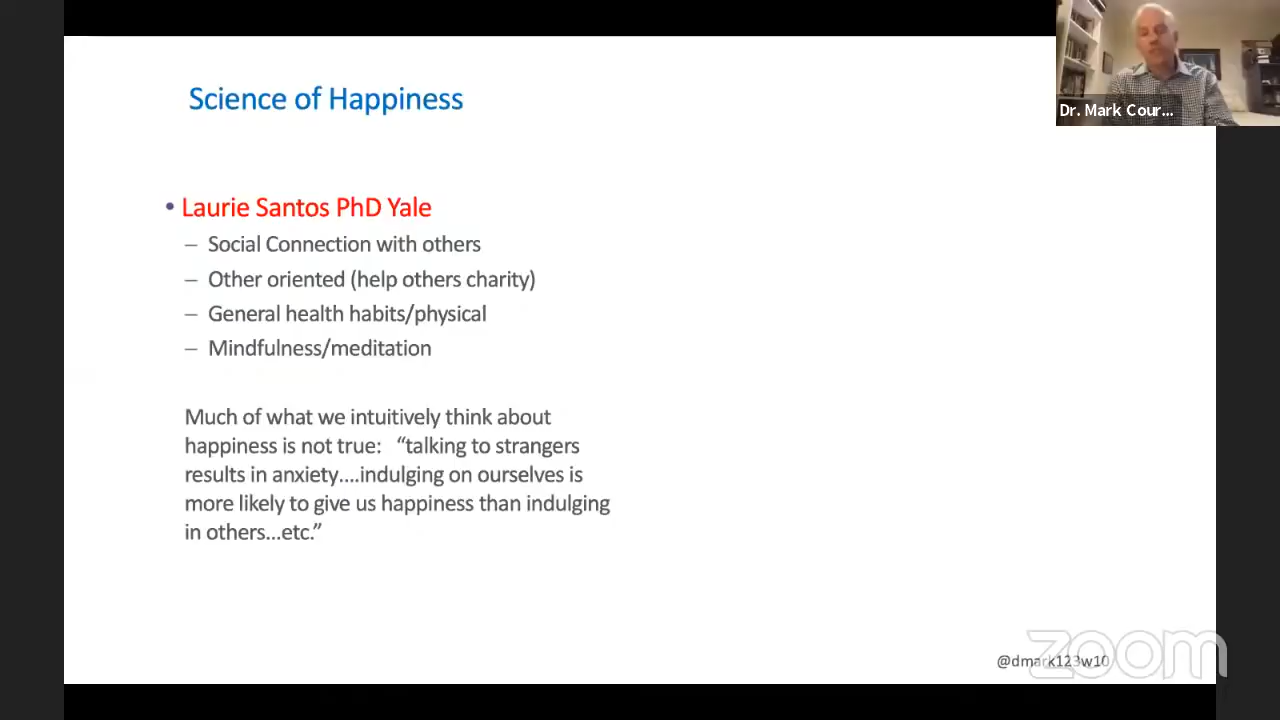 Science of Happiness
Dr. Mark Cour...
• Laurie Santos PhD Yale
– Social Connection with others
– Other oriented (help others charity)
– General health habits/physical
– Mindfulness/meditation
Much of what we intuitively think about
happiness is not true:   “talking to strangers
results in anxiety....indulging on ourselves is
more likely to give us happiness than indulging
in others...etc.”
@dmark123w10
zoom